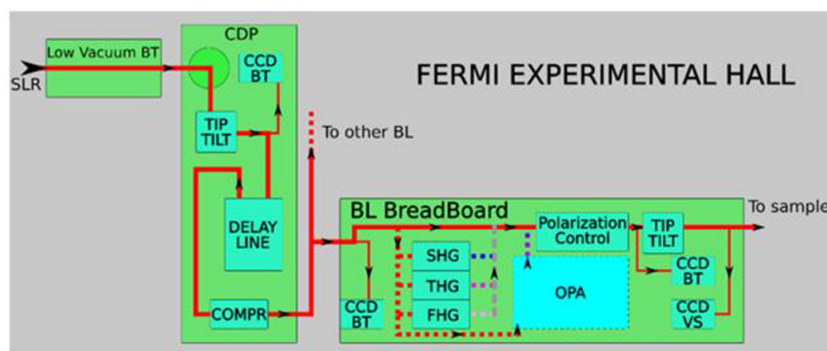 CDP
Low Vacuum BT
SLR
CCD
BT
FERMI EXPERIMENTAL HALL
TIP
TILT
To other BL
DELAY
LINE
COMPR
BL BreadBoard
To sample
Polarization
Control
TIP
TILT
SHG
THG
FHG
OPA
CCD
BT
CCD
BT
CCD
VS